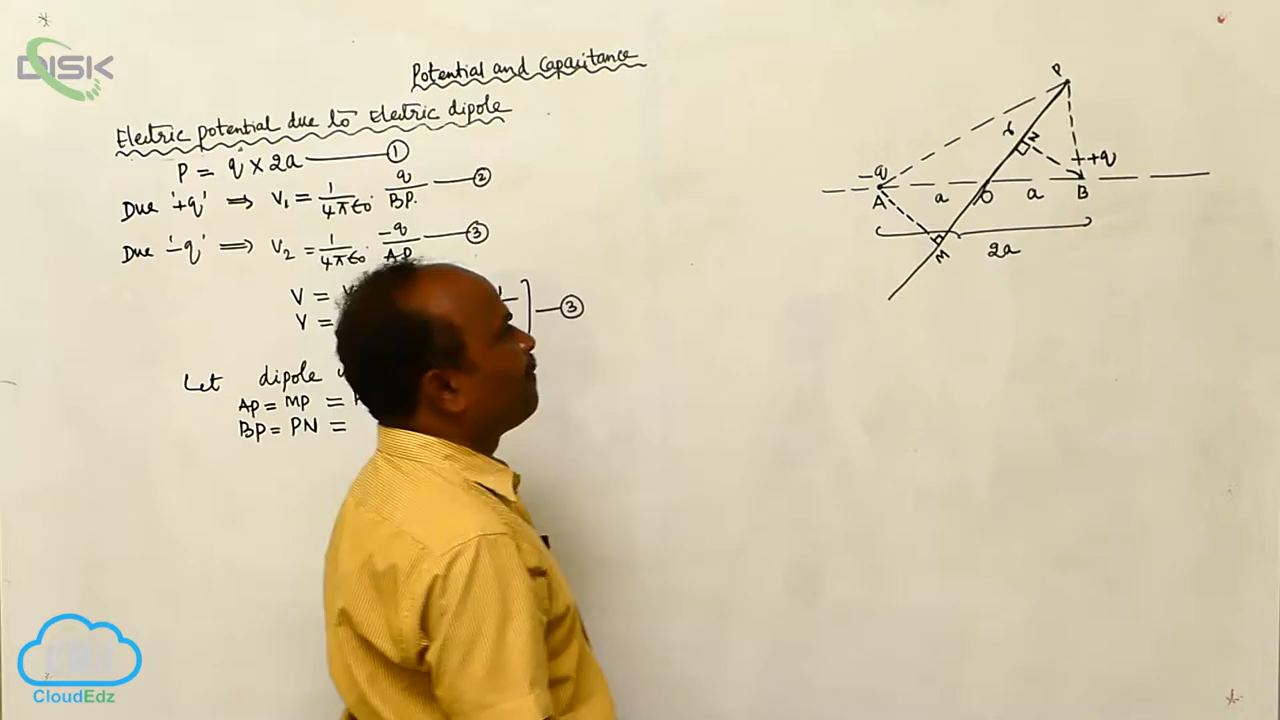 DISK
Potential and Capacitance
Electric potential due to Electric dipole
P = q × 2a ——— ①
Due '+q' ⟹ V₁ = 1/4πε₀ · q/BP. — ②
Due '–q' ⟹ V₂ = 1/4πε₀ · –q/AP — ③
V =
V =
] — ③
Let dipole
AP = MP =
BP = PN =
P
r
N
–q
+q
A
a
O
a
B
M
2a
CloudEdz